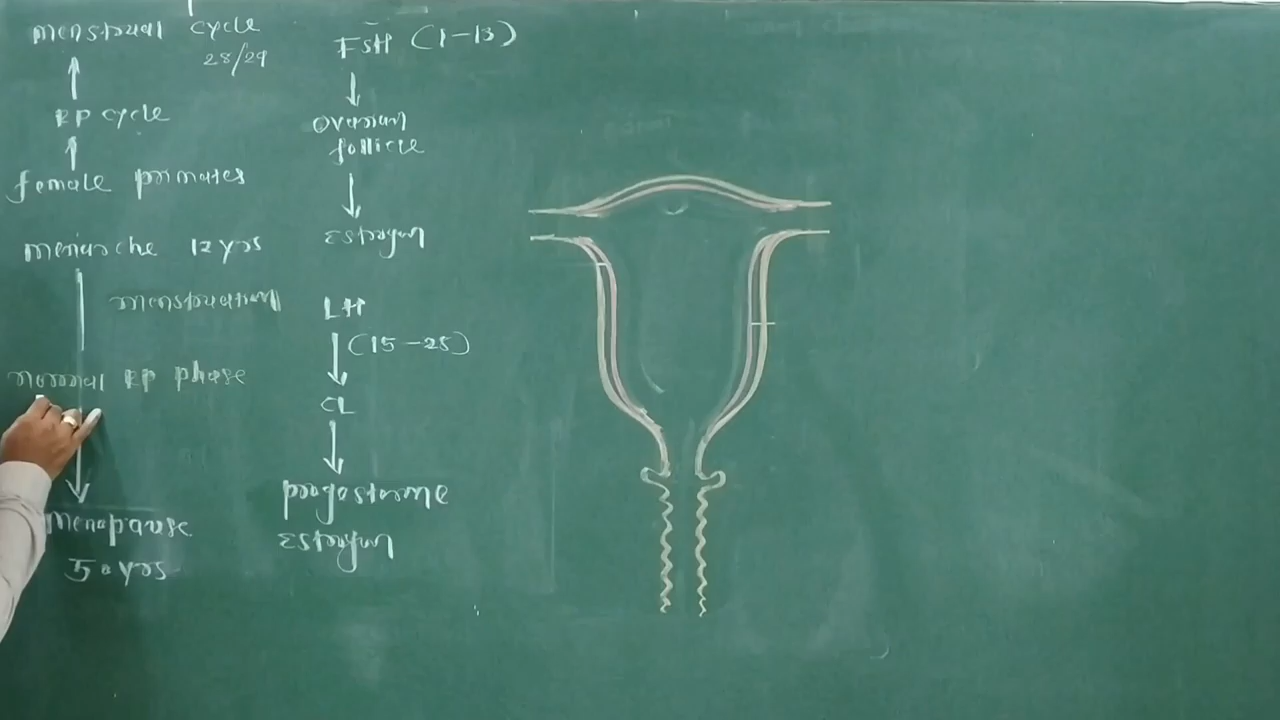 menstrual cycle
28/29
RP cycle
female primates
menarche 12 yrs
menstruation
normal RP phase
menopause
50 yrs
FSH (1-13)
ovarian
follicle
Estrogen
LH
(15-25)
CL
progesterone
Estrogen